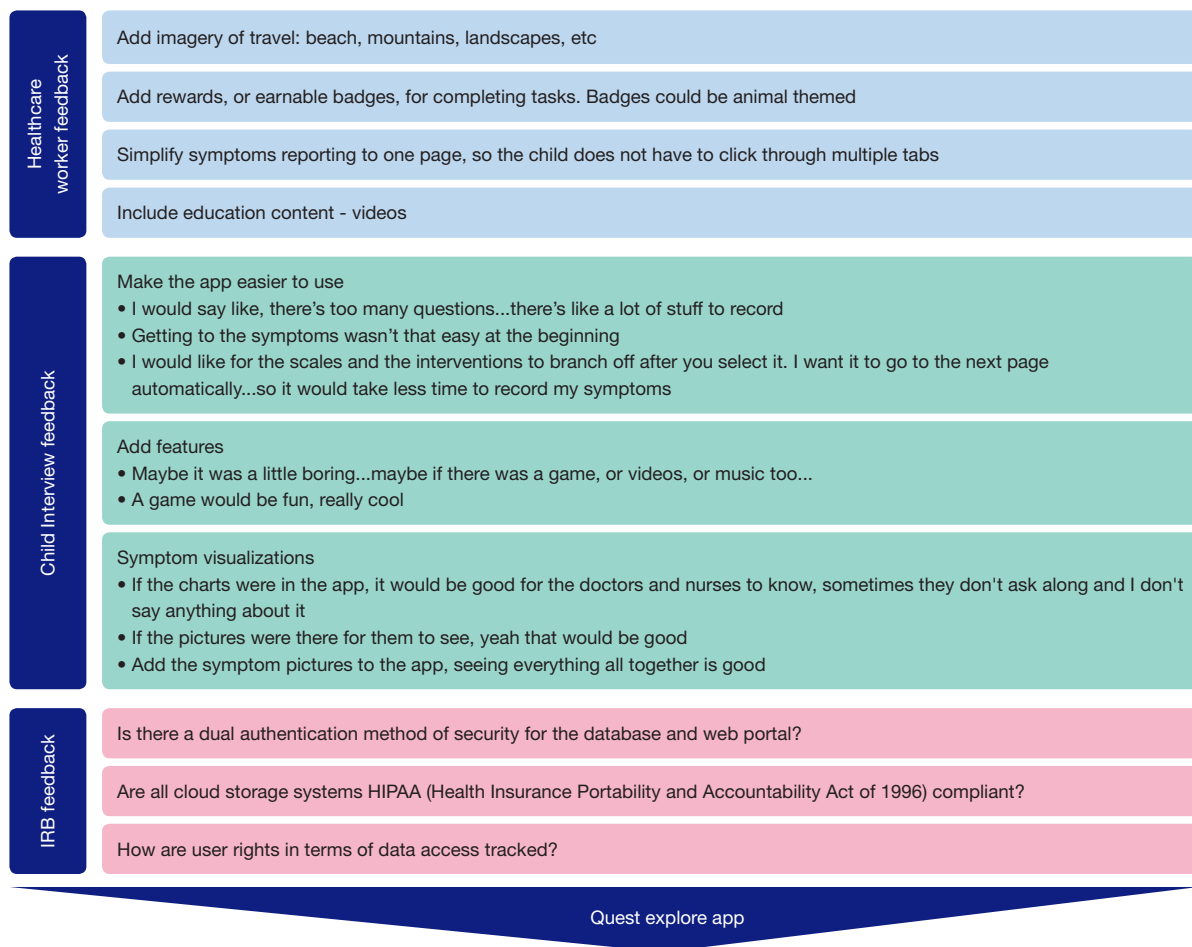 Healthcare
worker feedback
Add imagery of travel: beach, mountains, landscapes, etc
Add rewards, or earnable badges, for completing tasks. Badges could be animal themed
Simplify symptoms reporting to one page, so the child does not have to click through multiple tabs
Include education content - videos
Child Interview feedback
Make the app easier to use
• I would say like, there's too many questions...there's like a lot of stuff to record
• Getting to the symptoms wasn't that easy at the beginning
• I would like for the scales and the interventions to branch off after you select it. I want it to go to the next page
automatically...so it would take less time to record my symptoms
Add features
• Maybe it was a little boring...maybe if there was a game, or videos, or music too...
• A game would be fun, really cool
Symptom visualizations
• If the charts were in the app, it would be good for the doctors and nurses to know, sometimes they don't ask along and I don't
say anything about it
• If the pictures were there for them to see, yeah that would be good
• Add the symptom pictures to the app, seeing everything all together is good
IRB feedback
Is there a dual authentication method of security for the database and web portal?
Are all cloud storage systems HIPAA (Health Insurance Portability and Accountability Act of 1996) compliant?
How are user rights in terms of data access tracked?
Quest explore app